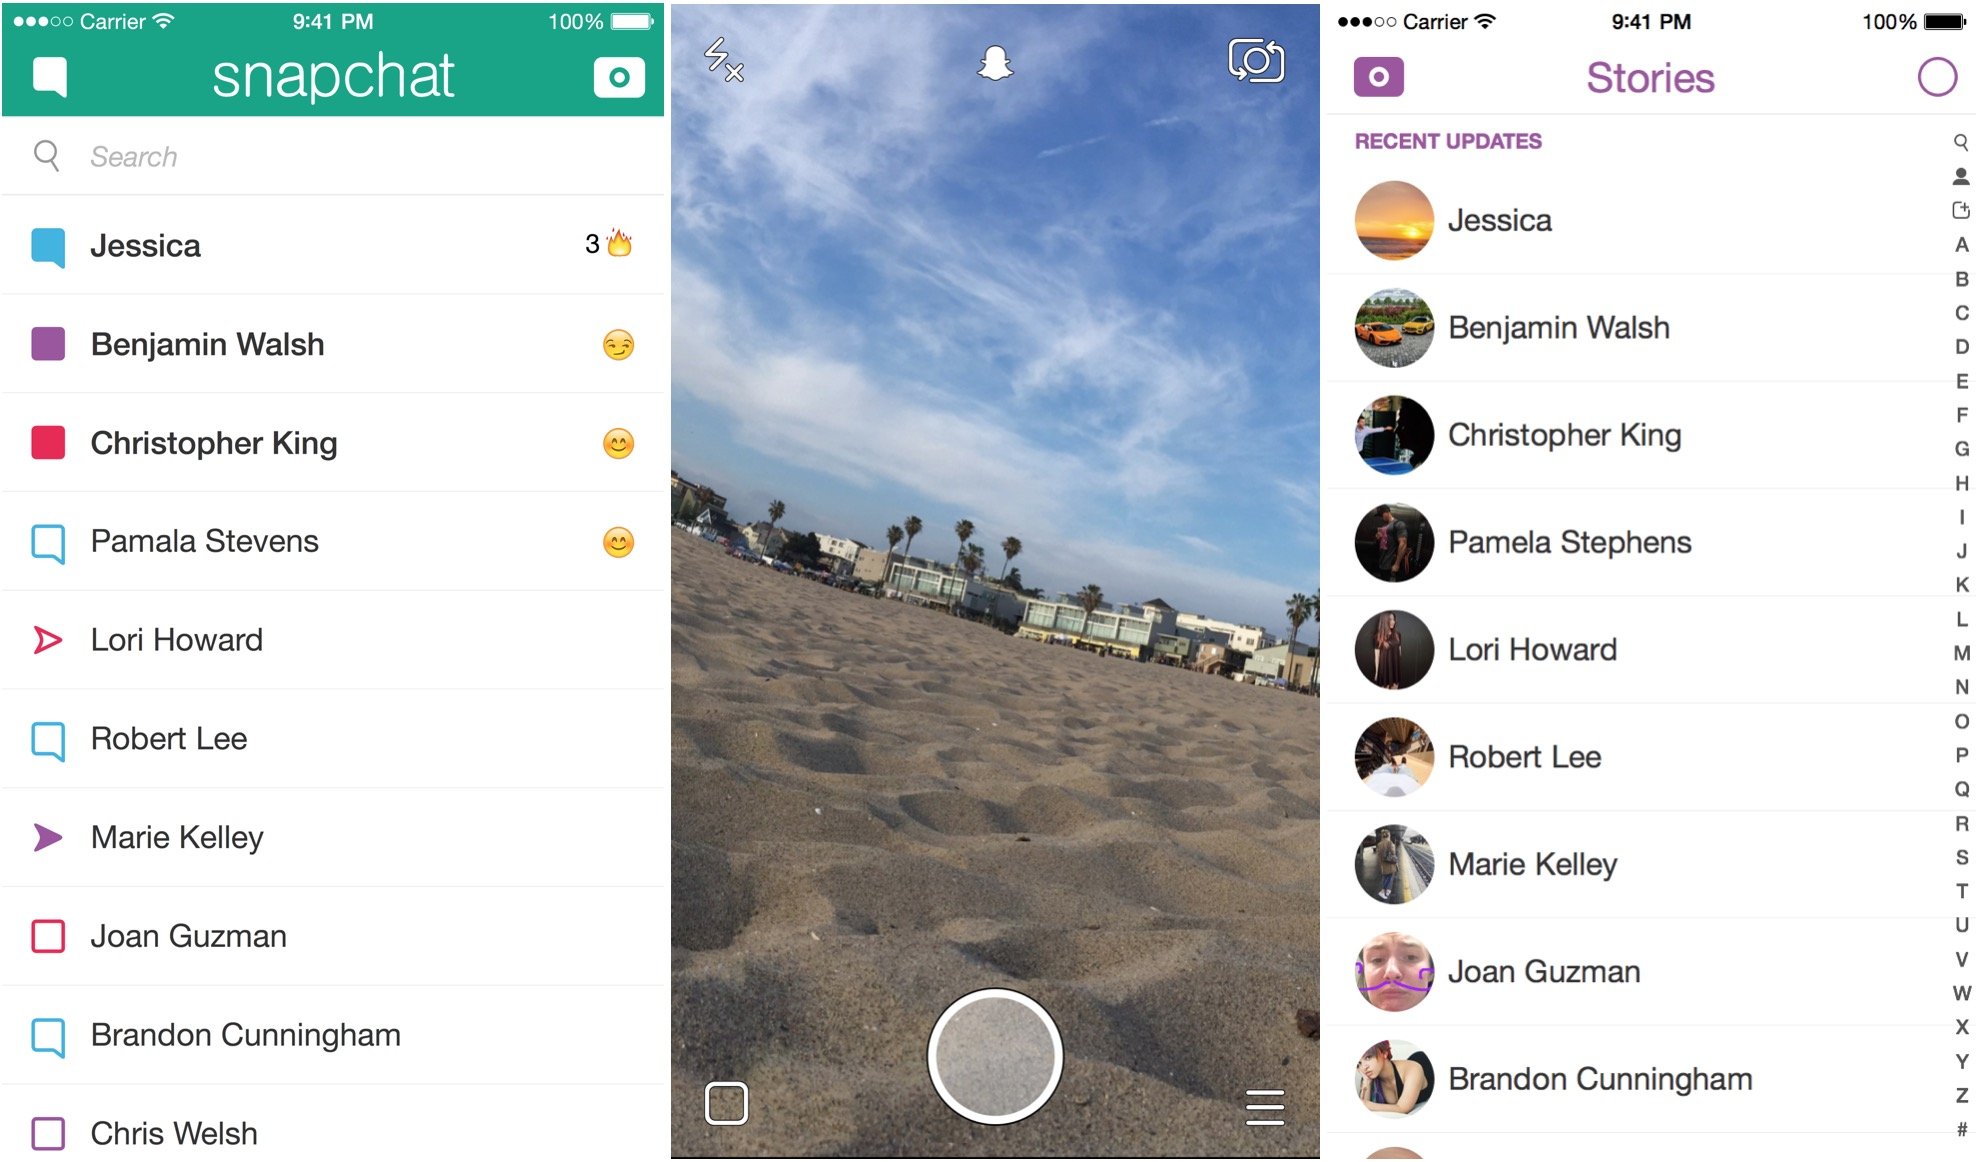 Carrier 9:41 PM 100%
snapchat
Search
Jessica 3🔥
Benjamin Walsh 😏
Christopher King 😊
Pamala Stevens 😊
Lori Howard
Robert Lee
Marie Kelley
Joan Guzman
Brandon Cunningham
Chris Welsh
Carrier 9:41 PM 100%
Stories
RECENT UPDATES
Jessica
Benjamin Walsh
Christopher King
Pamela Stephens
Lori Howard
Robert Lee
Marie Kelley
Joan Guzman
Brandon Cunningham
A
B
C
D
E
F
G
H
I
J
K
L
M
N
O
P
Q
R
S
T
U
V
W
X
Y
Z
#